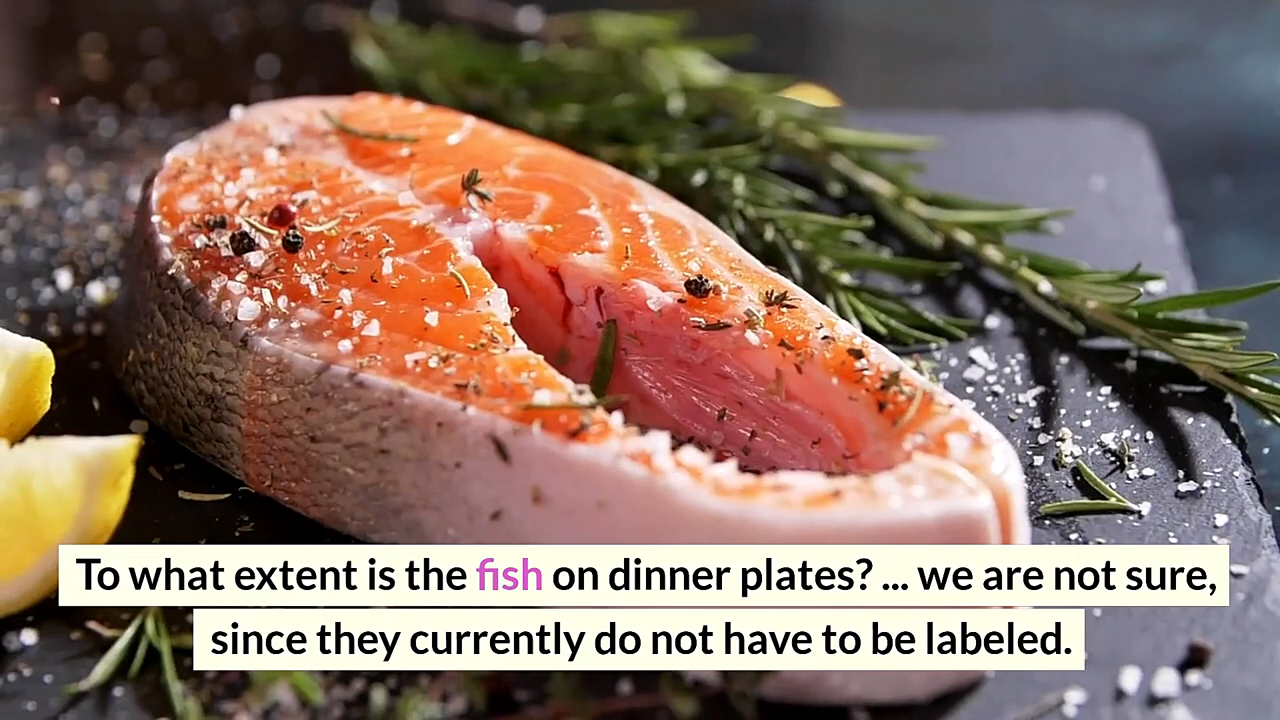 To what extent is the fish on dinner plates? ... we are not sure,
since they currently do not have to be labeled.